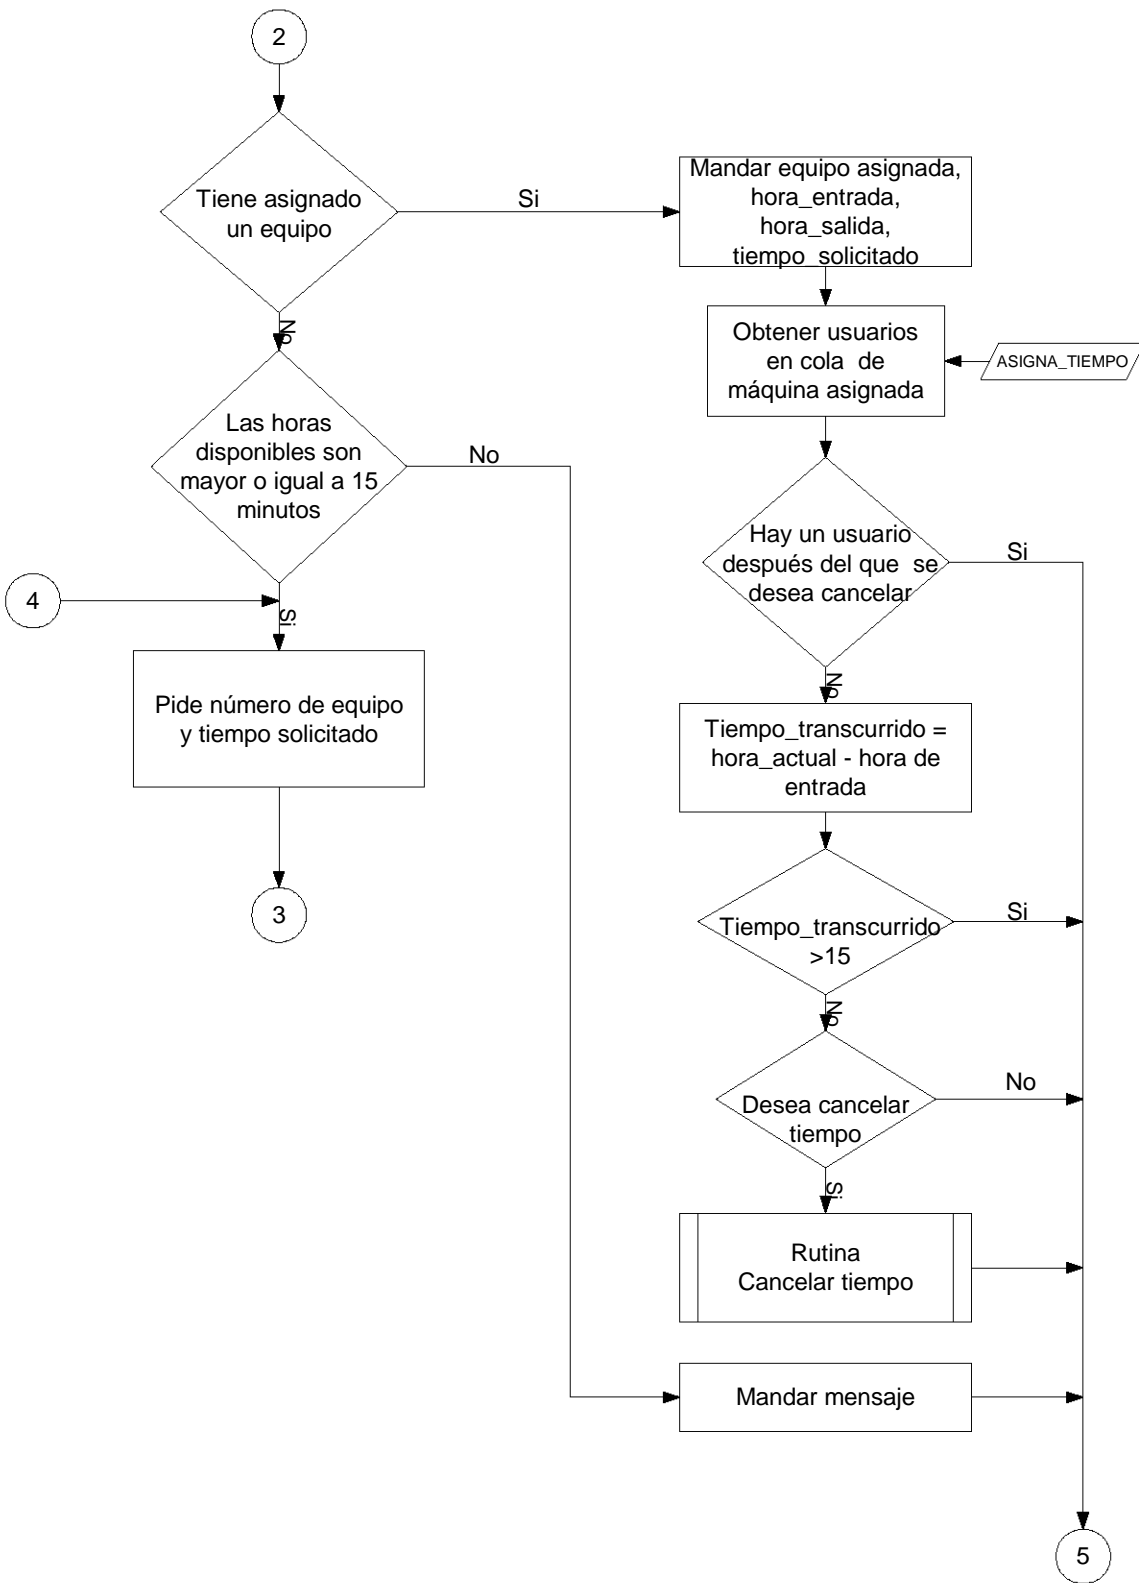 2
Tiene asignado
un equipo
Si
Mandar equipo asignada,
hora_entrada,
hora_salida,
tiempo_solicitado
No
Obtener usuarios
en cola de
máquina asignada
ASIGNA_TIEMPO
Las horas
disponibles son
mayor o igual a 15
minutos
No
Hay un usuario
después del que se
desea cancelar
Si
4
Si
Pide número de equipo
y tiempo solicitado
3
No
Tiempo_transcurrido =
hora_actual - hora de
entrada
Tiempo_transcurrido
>15
Si
No
Desea cancelar
tiempo
No
Si
Rutina
Cancelar tiempo
Mandar mensaje
5